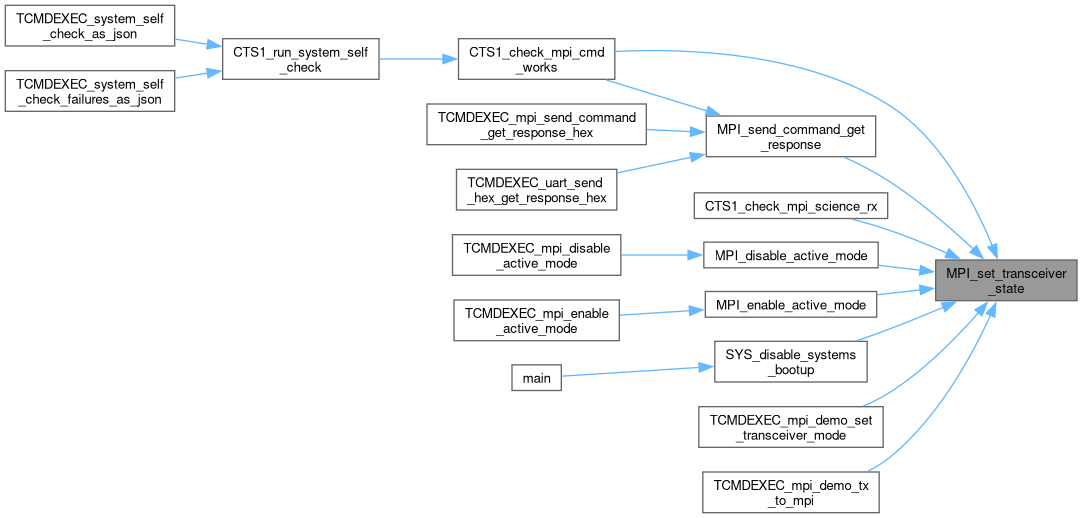 TCMDEXEC_system_self
_check_as_json
TCMDEXEC_system_self
_check_failures_as_json
CTS1_run_system_self
_check
CTS1_check_mpi_cmd
_works
TCMDEXEC_mpi_send_command
_get_response_hex
TCMDEXEC_uart_send
_hex_get_response_hex
MPI_send_command_get
_response
CTS1_check_mpi_science_rx
TCMDEXEC_mpi_disable
_active_mode
MPI_disable_active_mode
TCMDEXEC_mpi_enable
_active_mode
MPI_enable_active_mode
main
SYS_disable_systems
_bootup
TCMDEXEC_mpi_demo_set
_transceiver_mode
TCMDEXEC_mpi_demo_tx
_to_mpi
MPI_set_transceiver
_state